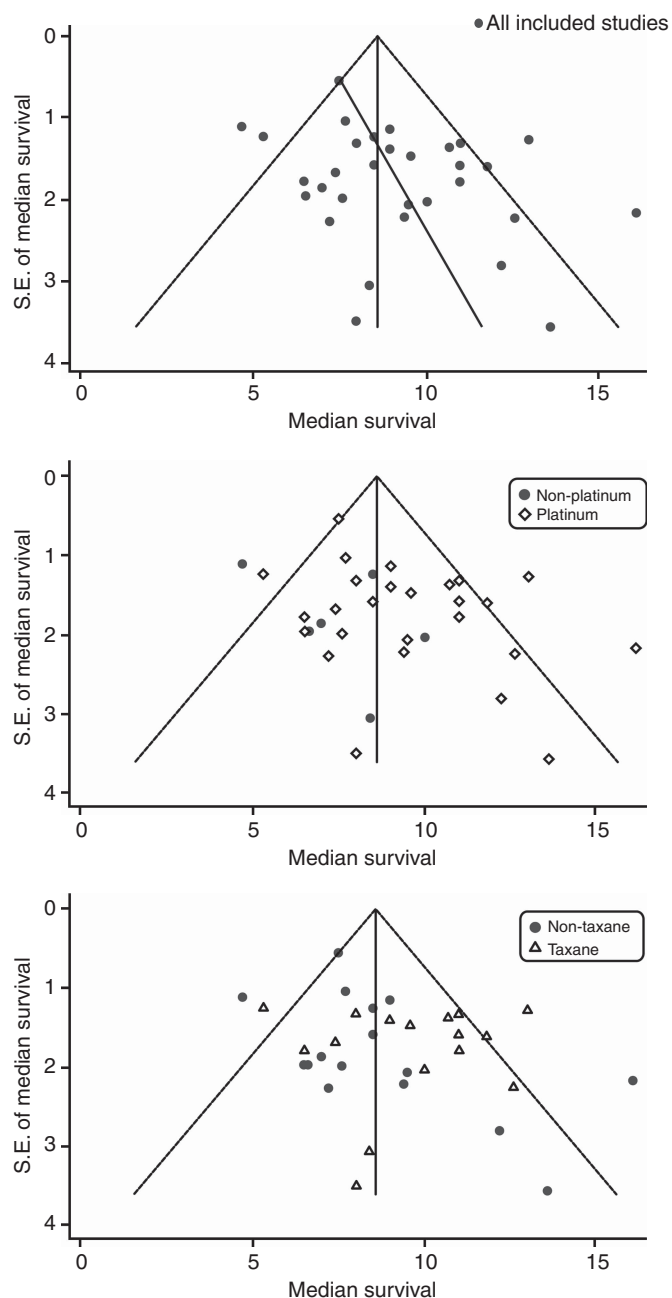 All included studies
0
1
2
3
4
S.E. of median survival
0 5 10 15
Median survival
Non-platinum
Platinum
0
1
2
3
4
S.E. of median survival
0 5 10 15
Median survival
Non-taxane
Taxane
0
1
2
3
4
S.E. of median survival
0 5 10 15
Median survival